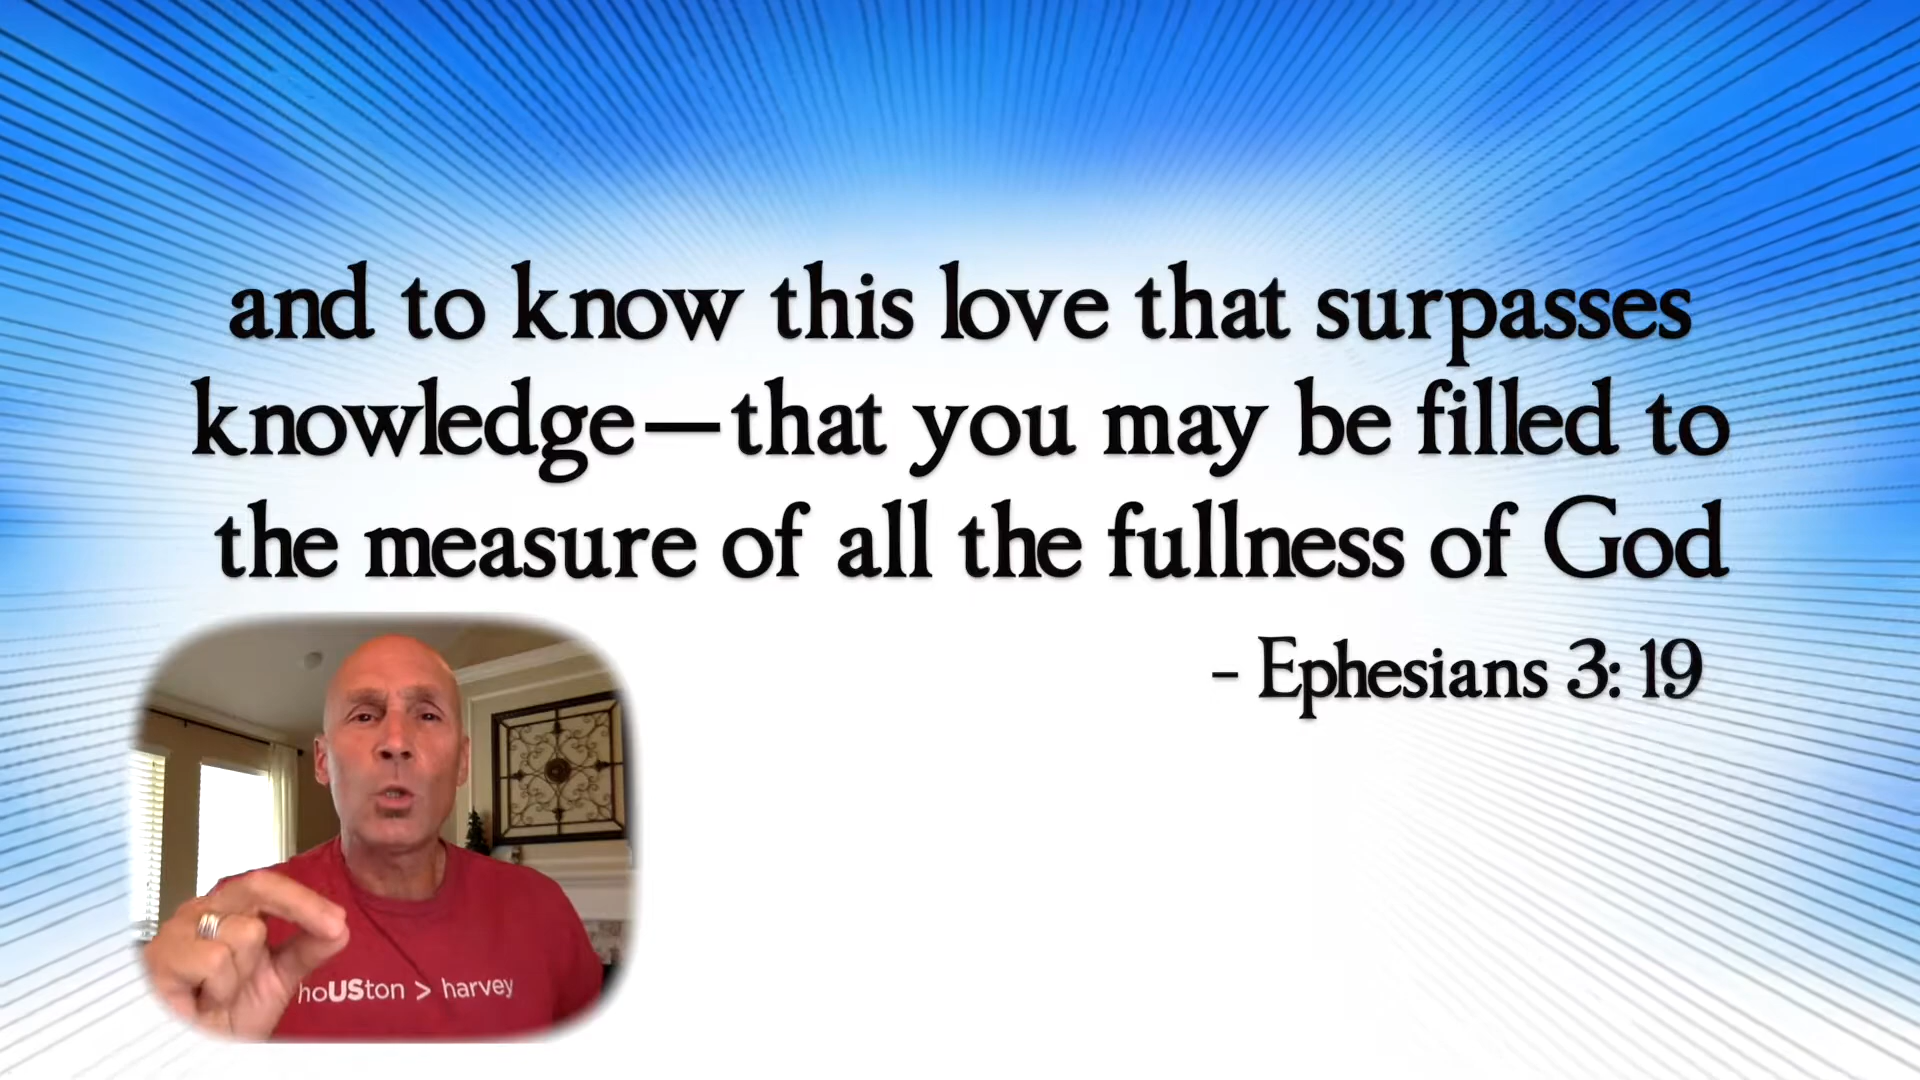 and to know this love that surpasses
knowledge—that you may be filled to
the measure of all the fullness of God
- Ephesians 3: 19
hoUSton > harvey